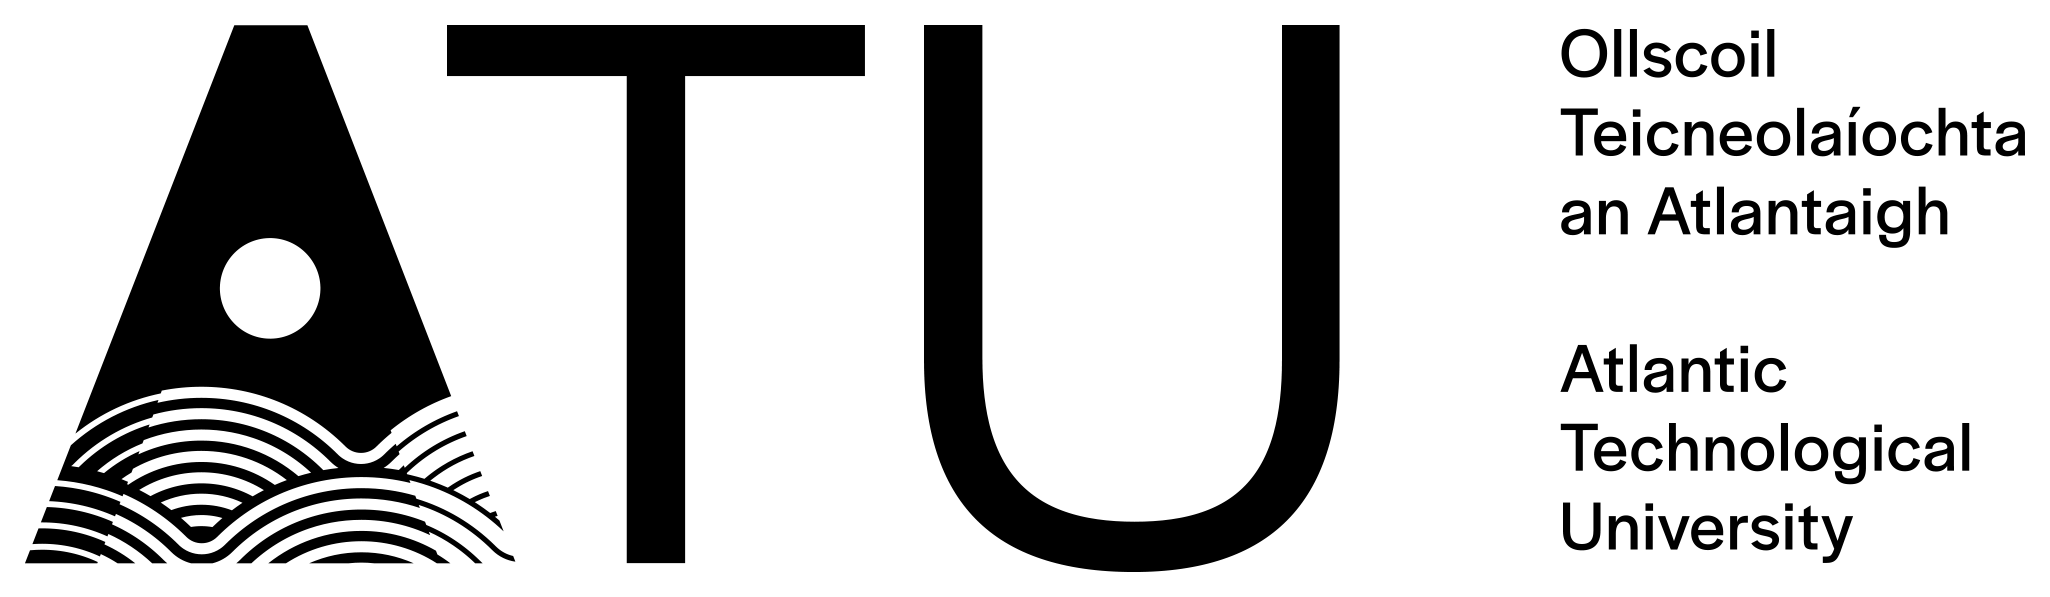 ATU
Ollscoil
Teicneolaíochta
an Atlantaigh
Atlantic
Technological
University